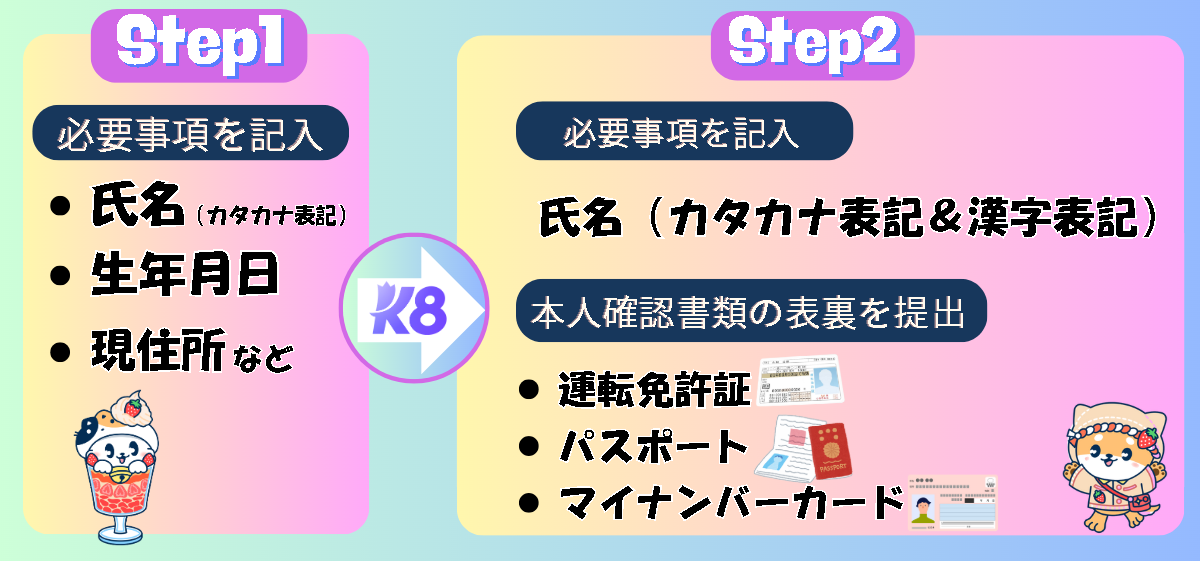 Step1
必要事項を記入
• 氏名（カタカナ表記）
• 生年月日
• 現住所など
K8
Step2
必要事項を記入
氏名（カタカナ表記＆漢字表記）
本人確認書類の表裏を提出
• 運転免許証
• パスポート
PASSPORT
• マイナンバーカード